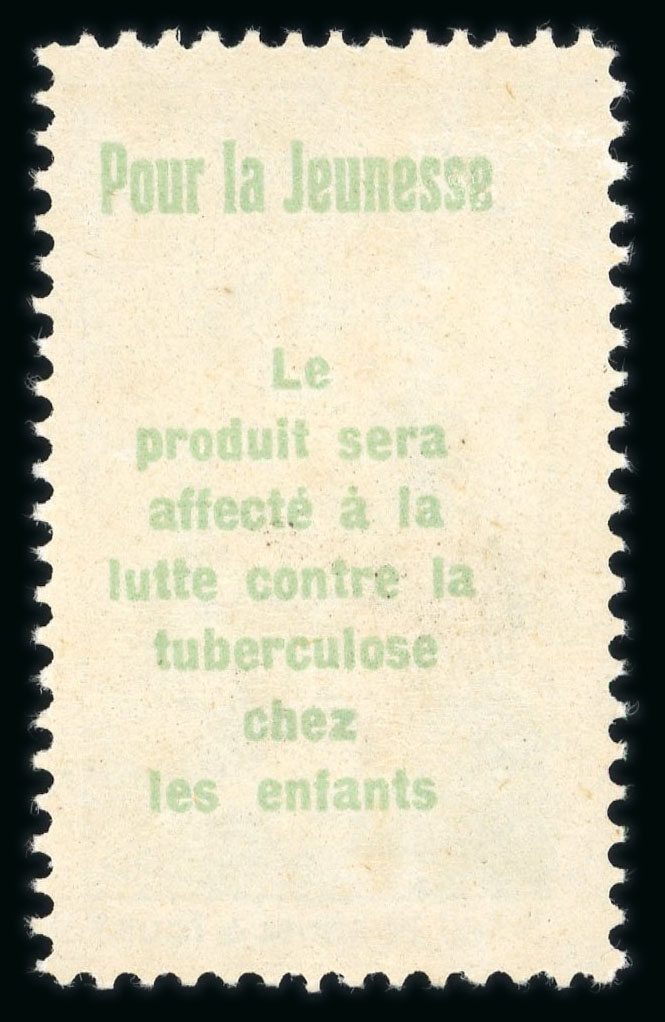 Pour la Jeunesse
Le
produit sera
affecté à la
lutte contre la
tuberculose
chez
les enfants